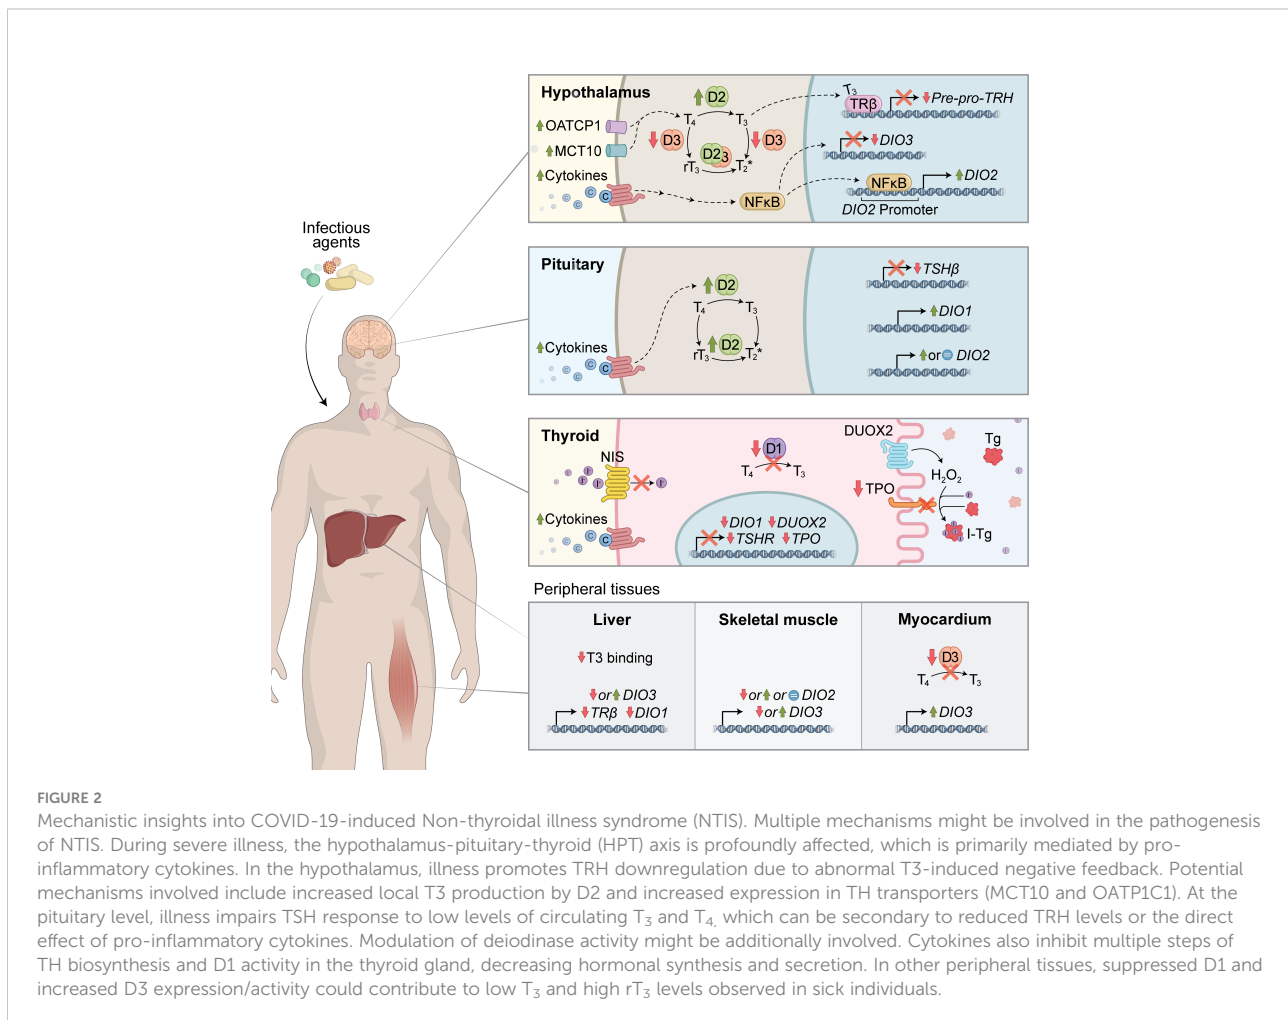 Infectious
agents
Hypothalamus
OATCP1
MCT10
Cytokines
C C C C C
D2
T4 T3
D3 D3
D2 3
rT3 T2*
NFκB
T3
TRβ
Pre-pro-TRH
DIO3
NFκB
DIO2
DIO2 Promoter
Pituitary
Cytokines
C C C C C
D2
T4 T3
D2
rT3 T2*
TSHβ
DIO1
or = DIO2
Thyroid
NIS
I- I- I- I- I-
Cytokines
C C C C C
D1
T4 T3
DIO1 DUOX2
TSHR TPO
DUOX2
H2O2
TPO
Tg
I-Tg
Peripheral tissues
Liver
T3 binding
or DIO3
TRβ DIO1
Skeletal muscle
or or = DIO2
or DIO3
Myocardium
D3
T4 T3
DIO3
FIGURE 2
Mechanistic insights into COVID-19-induced Non-thyroidal illness syndrome (NTIS). Multiple mechanisms might be involved in the pathogenesis
of NTIS. During severe illness, the hypothalamus-pituitary-thyroid (HPT) axis is profoundly affected, which is primarily mediated by pro-
inflammatory cytokines. In the hypothalamus, illness promotes TRH downregulation due to abnormal T3-induced negative feedback. Potential
mechanisms involved include increased local T3 production by D2 and increased expression in TH transporters (MCT10 and OATP1C1). At the
pituitary level, illness impairs TSH response to low levels of circulating T3 and T4, which can be secondary to reduced TRH levels or the direct
effect of pro-inflammatory cytokines. Modulation of deiodinase activity might be additionally involved. Cytokines also inhibit multiple steps of
TH biosynthesis and D1 activity in the thyroid gland, decreasing hormonal synthesis and secretion. In other peripheral tissues, suppressed D1 and
increased D3 expression/activity could contribute to low T3 and high rT3 levels observed in sick individuals.